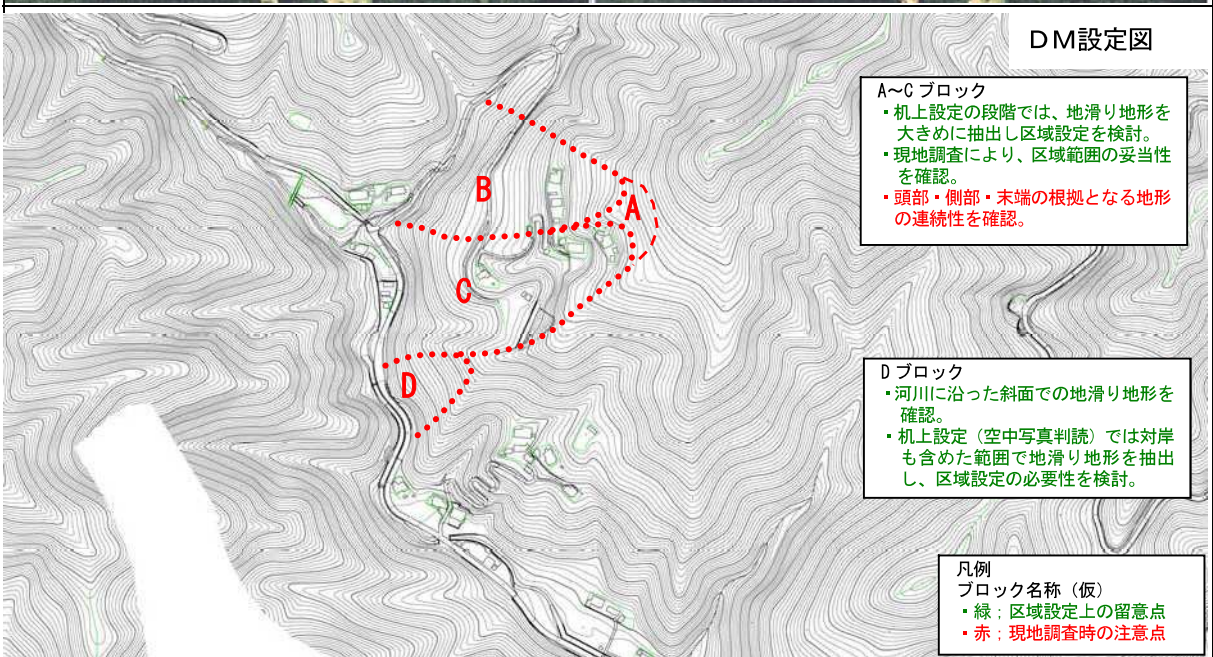 DM設定図
A～Cブロック
・机上設定の段階では、地滑り地形を
大きめに抽出し区域設定を検討。
・現地調査により、区域範囲の妥当性
を確認。
・頭部・側部・末端の根拠となる地形
の連続性を確認。
B
A
C
Dブロック
・河川に沿った斜面での地滑り地形を
確認。
・机上設定（空中写真判読）では対岸
も含めた範囲で地滑り地形を抽出
し、区域設定の必要性を検討。
D
凡例
ブロック名称（仮）
・緑；区域設定上の留意点
・赤；現地調査時の注意点